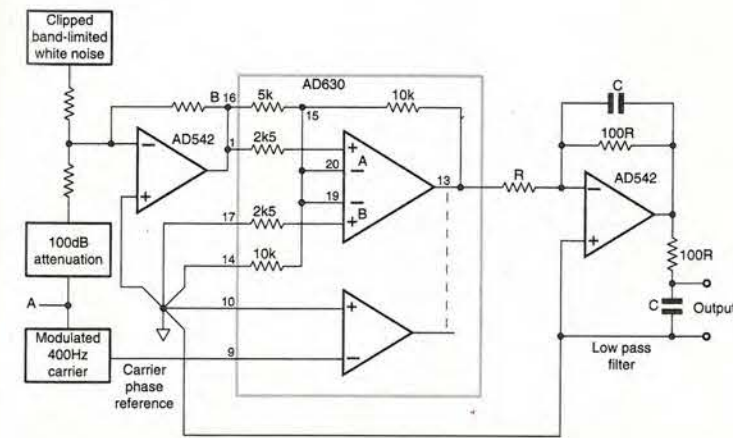 Clipped
band-limited
white noise
AD630
B 16
5k
15
10k
C
AD542
1
2k5
A
20
13
100R
R
AD542
19
B
17
2k5
100dB
attenuation
14
10k
100R
A
10
C
Output
Modulated
400Hz
carrier
9
Carrier
phase
reference
Low pass
filter